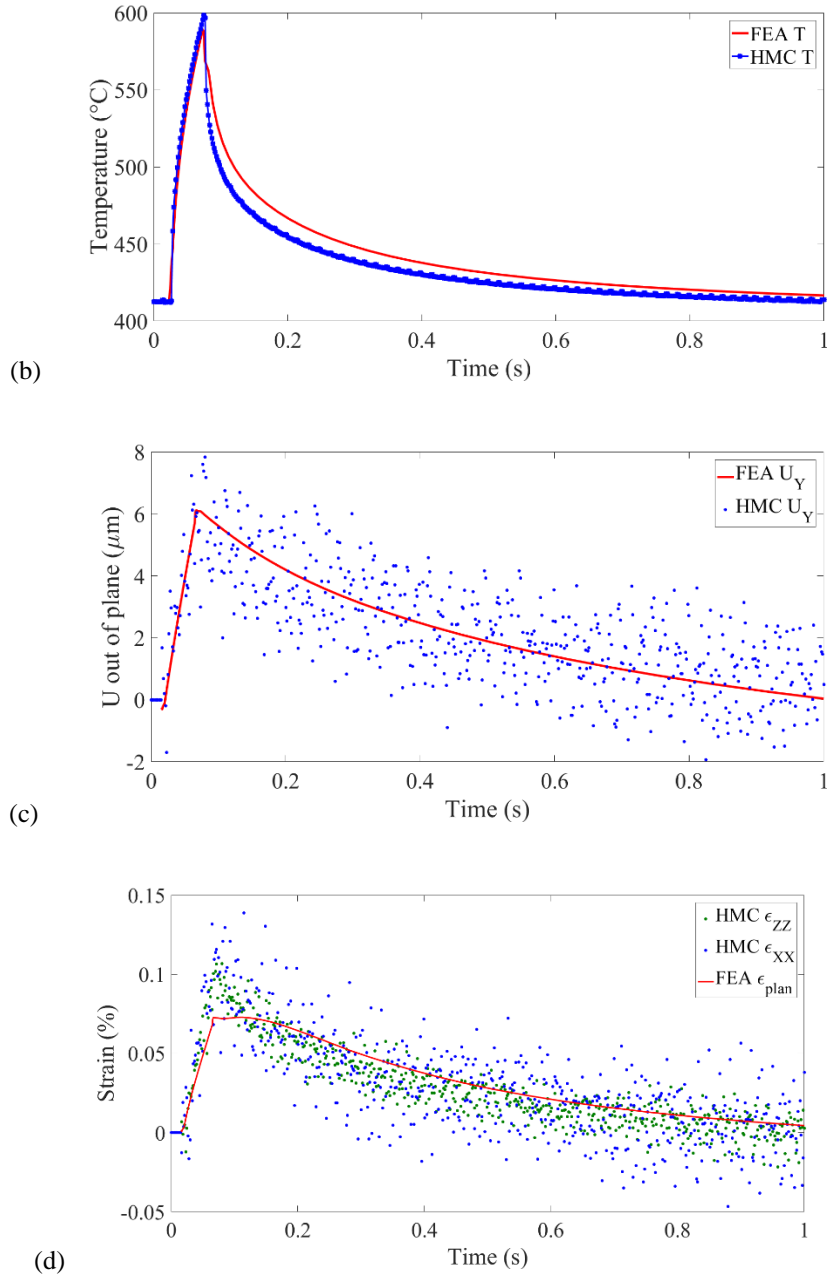 600
550
500
450
400
Temperature (°C)
FEA T
HMC T
0 0.2 0.4 0.6 0.8 1
Time (s)
(b)
8
6
4
2
0
-2
U out of plane (μm)
FEA U_Y
HMC U_Y
0 0.2 0.4 0.6 0.8 1
Time (s)
(c)
0.15
0.1
0.05
0
-0.05
Strain (%)
HMC ϵ_ZZ
HMC ϵ_XX
FEA ϵ_plan
0 0.2 0.4 0.6 0.8 1
Time (s)
(d)